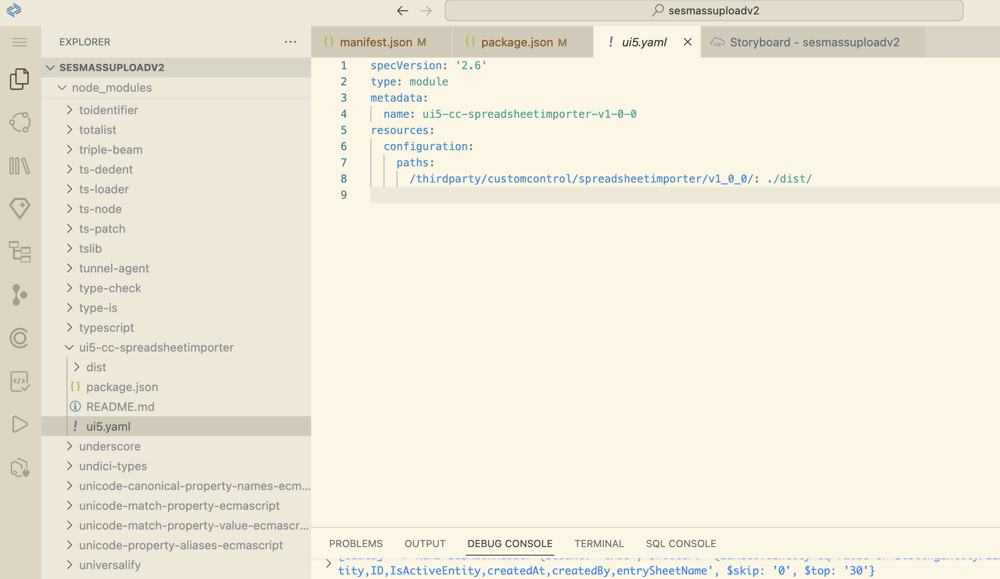 sesmassuploadv2
EXPLORER
SESMASSUPLOADV2
node_modules
toidentifier
totalist
triple-beam
ts-dedent
ts-loader
ts-node
ts-patch
tslib
tunnel-agent
type-check
type-is
typescript
ui5-cc-spreadsheetimporter
dist
{} package.json
README.md
! ui5.yaml
underscore
undici-types
unicode-canonical-property-names-ecm...
unicode-match-property-ecmascript
unicode-match-property-value-ecmascr...
unicode-property-aliases-ecmascript
universalify
{} manifest.json M {} package.json M ! ui5.yaml Storyboard - sesmassuploadv2
1 specVersion: '2.6'
2 type: module
3 metadata:
4 name: ui5-cc-spreadsheetimporter-v1-0-0
5 resources:
6 configuration:
7 paths:
8 /thirdparty/customcontrol/spreadsheetimporter/v1_0_0/: ./dist/
9
PROBLEMS OUTPUT DEBUG CONSOLE TERMINAL SQL CONSOLE
tity,ID,IsActiveEntity,createdAt,createdBy,entrySheetName', $skip: '0', $top: '30'}